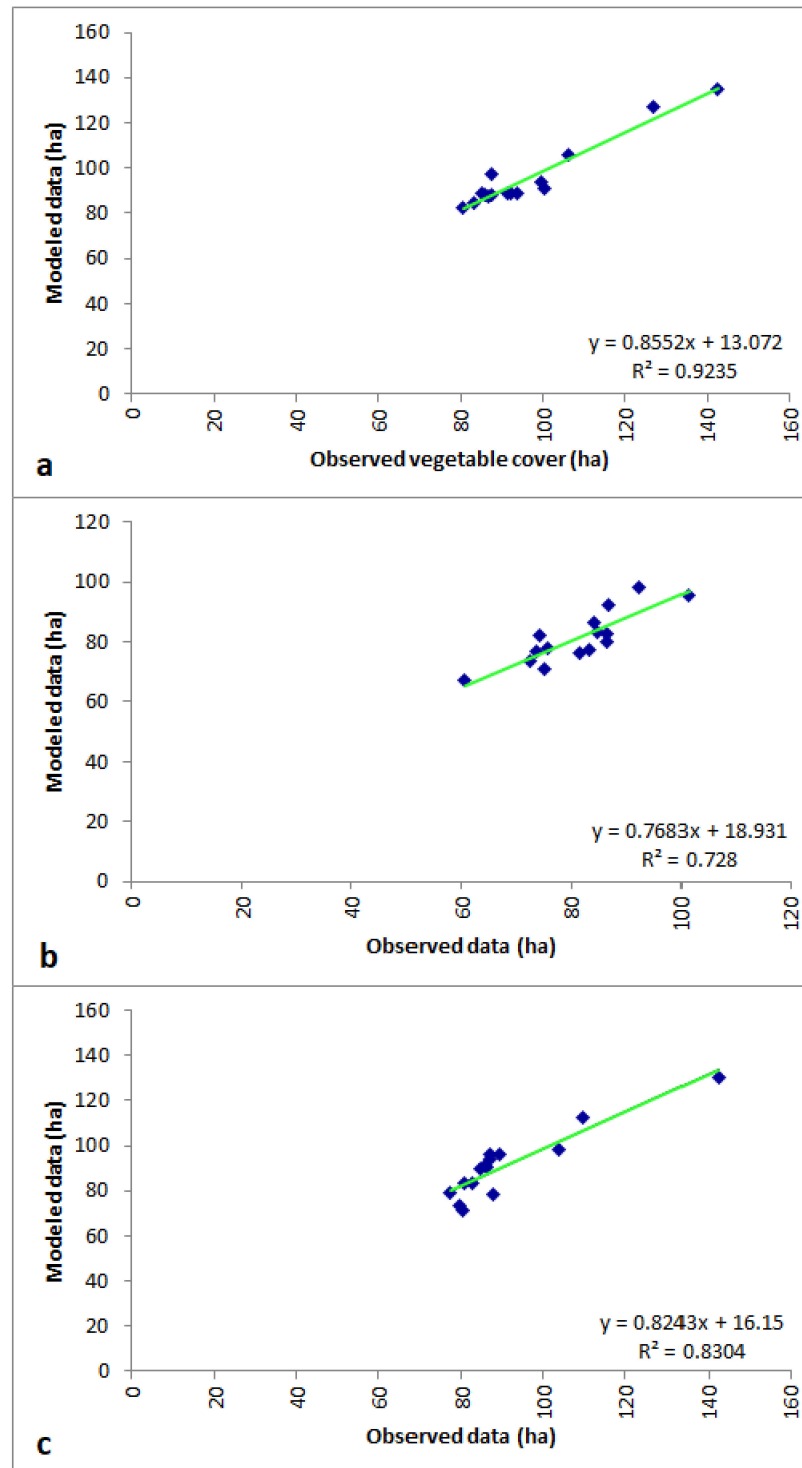 160
140
120
100
80
60
40
20
0
Modeled data (ha)
y = 0.8552x + 13.072
R² = 0.9235
0 20 40 60 80 100 120 140 160
Observed vegetable cover (ha)
a
120
100
80
60
40
20
0
Modeled data (ha)
y = 0.7683x + 18.931
R² = 0.728
0 20 40 60 80 100 120
Observed data (ha)
b
160
140
120
100
80
60
40
20
0
Modeled data (ha)
y = 0.8243x + 16.15
R² = 0.8304
0 20 40 60 80 100 120 140 160
Observed data (ha)
c